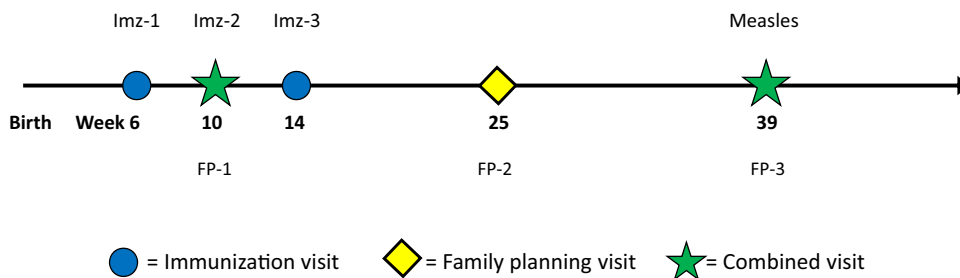 Imz-1 Imz-2 Imz-3 Measles
Birth Week 6 10 14 25 39
FP-1 FP-2 FP-3
= Immunization visit = Family planning visit = Combined visit